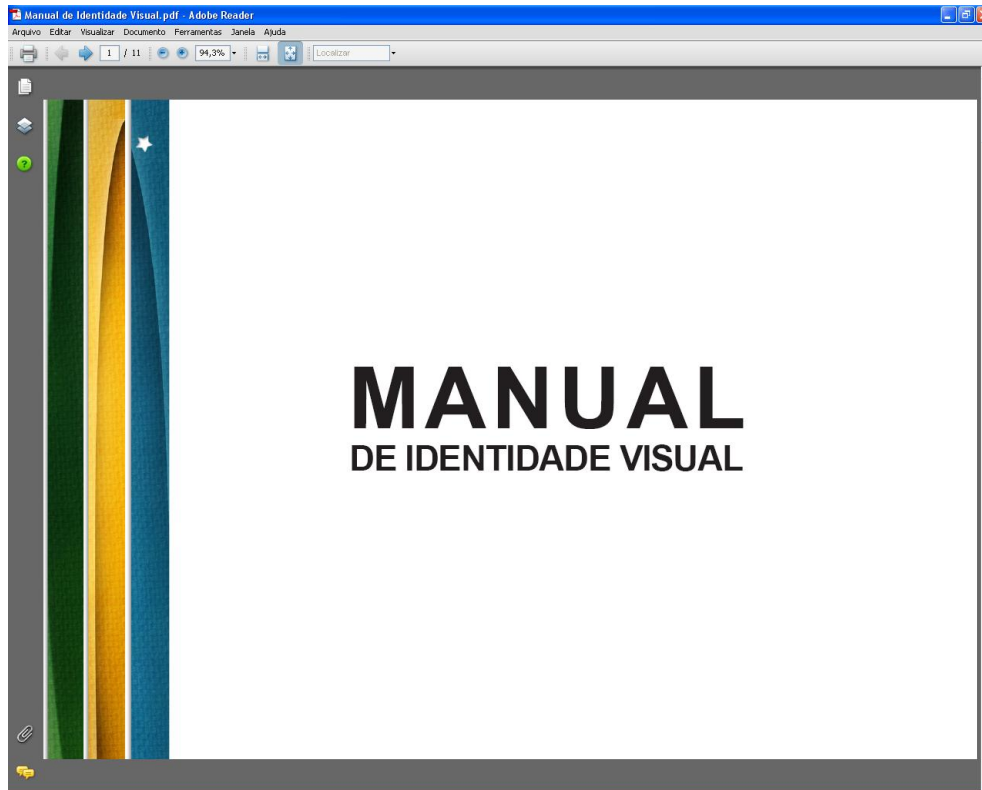 Manual de Identidade Visual.pdf - Adobe Reader
Arquivo Editar Visualizar Documento Ferramentas Janela Ajuda
1 / 11 94,3% Localizar
MANUAL
DE IDENTIDADE VISUAL